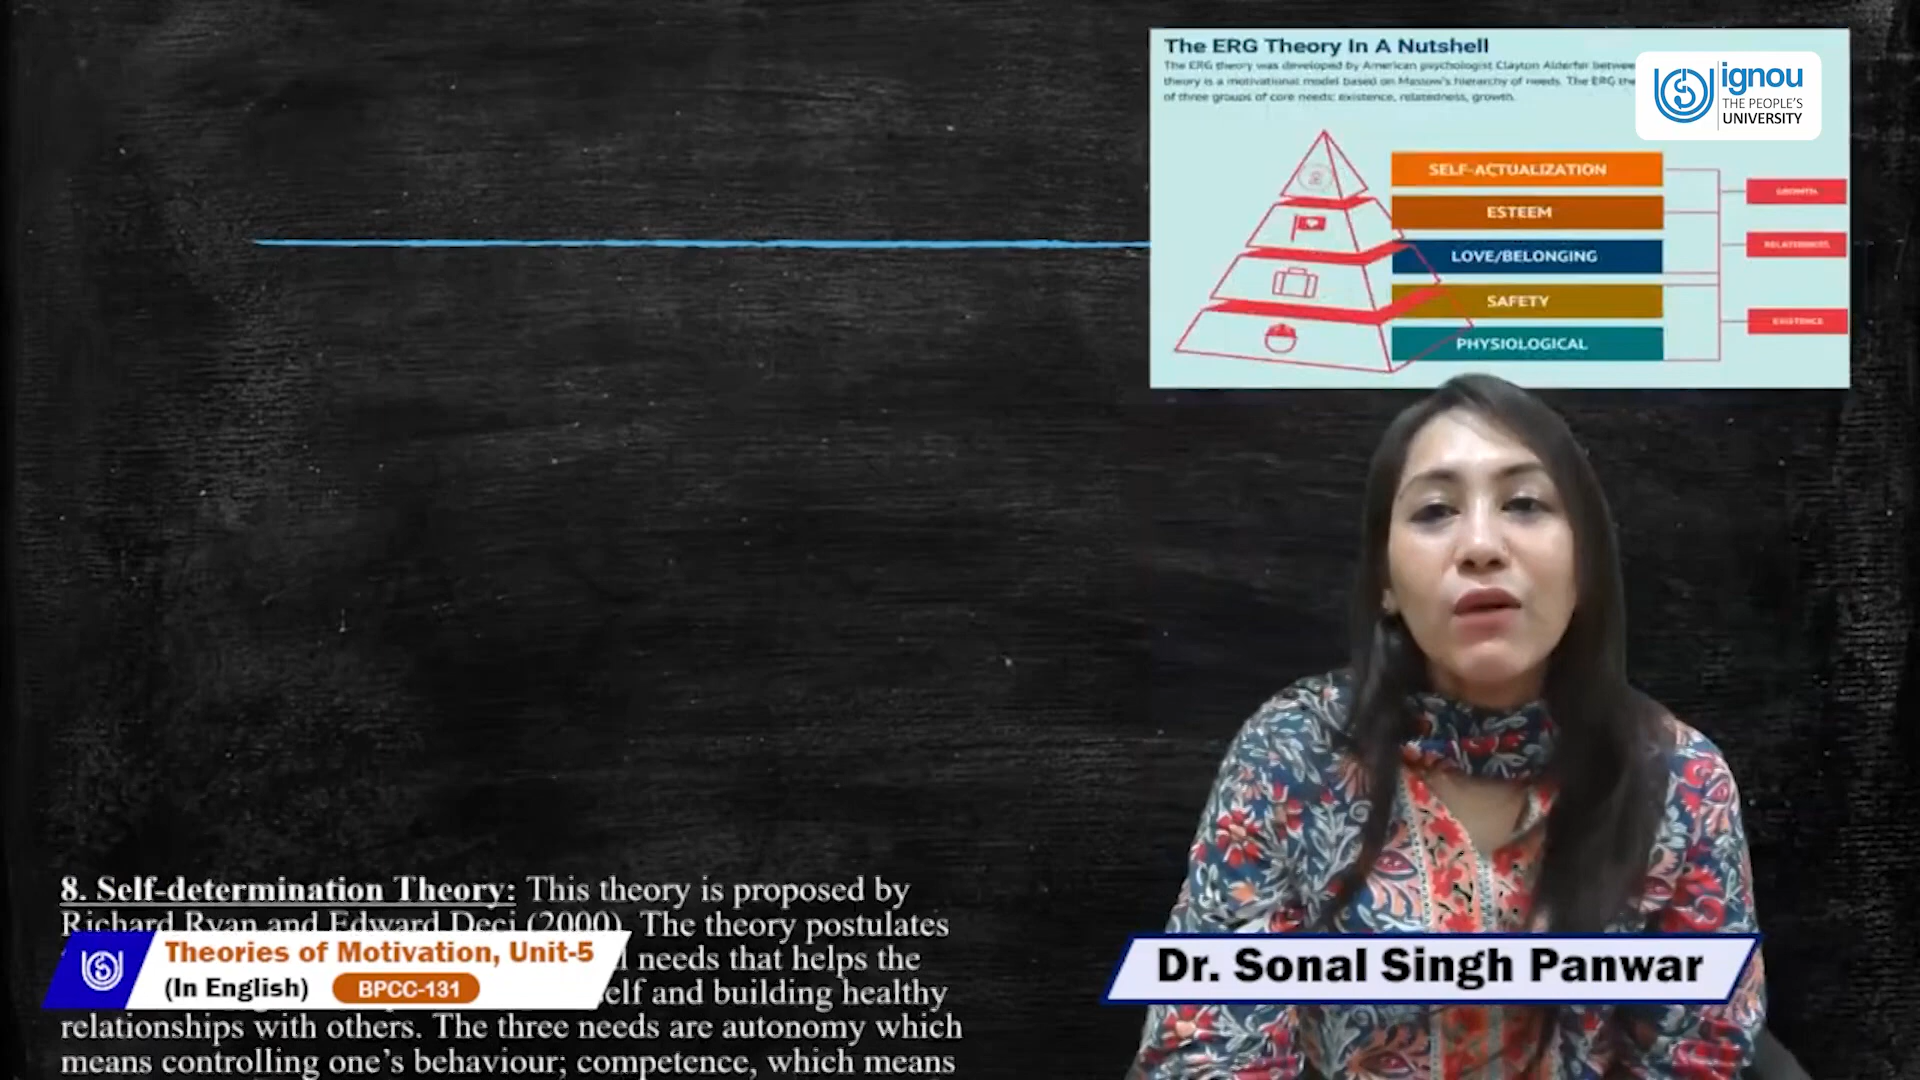 The ERG Theory In A Nutshell
The ERG theory was developed by American psychologist Clayton Alderfer betwee
theory is a motivational model based on Maslow's hierarchy of needs. The ERG the
of three groups of core needs: existence, relatedness, growth.
ignou
THE PEOPLE'S
UNIVERSITY
SELF-ACTUALIZATION
ESTEEM
LOVE/BELONGING
SAFETY
PHYSIOLOGICAL
GROWTH
EXISTENCE
8. Self-determination Theory: This theory is proposed by
Richard Ryan and Edward Deci (2000). The theory postulates
needs that helps the
elf and building healthy
relationships with others. The three needs are autonomy which
means controlling one's behaviour; competence, which means
Theories of Motivation, Unit-5
(In English) BPCC-131
Dr. Sonal Singh Panwar